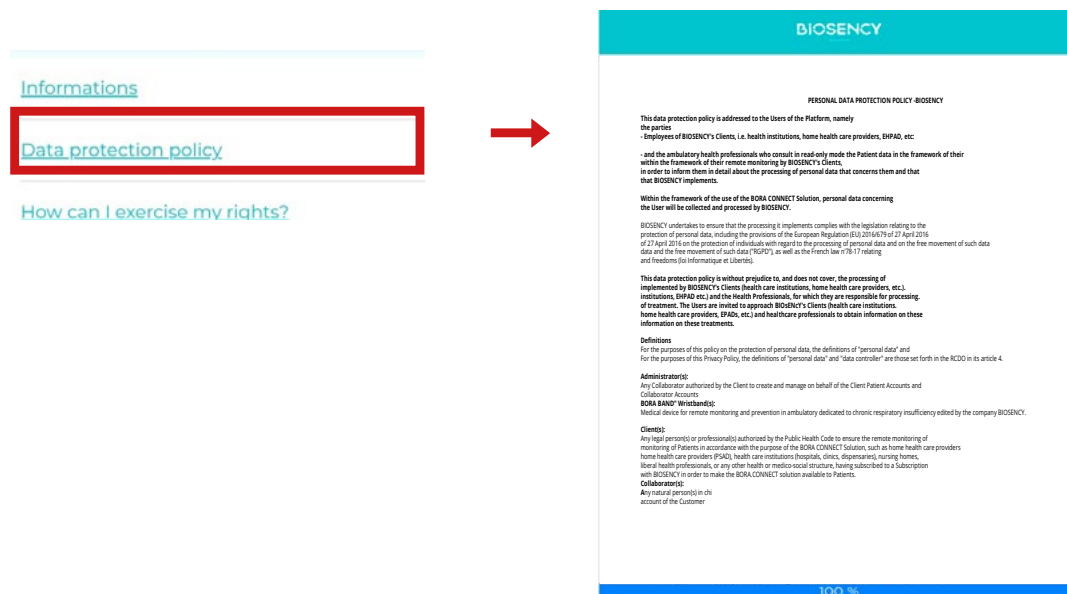 Informations
Data protection policy
How can I exercise my rights?
BIOSENCY
PERSONAL DATA PROTECTION POLICY -BIOSENCY
This data protection policy is addressed to the Users of the Platform, namely
the parties
- Employees of BIOSENCY's Clients, i.e. health institutions, home health care providers, EHPAD, etc:
- and the ambulatory health professionals who consult in read-only mode the Patient data in the framework of their
within the framework of their remote monitoring by BIOSENCY's Clients,
in order to inform them in detail about the processing of personal data that concerns them and that
that BIOSENCY implements.
Within the framework of the use of the BORA CONNECT Solution, personal data concerning
the User will be collected and processed by BIOSENCY.
BIOSENCY undertakes to ensure that the processing it implements complies with the legislation relating to the
protection of personal data, including the provisions of the European Regulation (EU) 2016/679 of 27 April 2016
of 27 April 2016 on the protection of individuals with regard to the processing of personal data and on the free movement of such data
data and the free movement of such data ("RGPD"), as well as the French law n°78-17 relating
and freedoms (loi Informatique et Libertés).
This data protection policy is without prejudice to, and does not cover, the processing of
implemented by BIOSENCY's Clients (health care institutions, home health care providers, etc.).
institutions, EHPAD etc.) and the Health Professionals, for which they are responsible for processing.
of treatment. The Users are invited to approach BIOsENcY's Clients (health care institutions.
home health care providers, EPADs, etc.) and healthcare professionals to obtain information on these
information on these treatments.
Definitions
For the purposes of this policy on the protection of personal data, the definitions of "personal data" and
For the purposes of this Privacy Policy, the definitions of "personal data" and "data controller" are those set forth in the RCDO in its article 4.
Administrator(s):
Any Collaborator authorized by the Client to create and manage on behalf of the Client Patient Accounts and
Collaborator Accounts
BORA BAND" Wristband(s):
Medical device for remote monitoring and prevention in ambulatory dedicated to chronic respiratory insufficiency edited by the company BIOSENCY.
Client(s):
Any legal person(s) or professional(s) authorized by the Public Health Code to ensure the remote monitoring of
monitoring of Patients in accordance with the purpose of the BORA CONNECT Solution, such as home health care providers
home health care providers (PSAD), health care institutions (hospitals, clinics, dispensaries), nursing homes,
liberal health professionals, or any other health or medico-social structure, having subscribed to a Subscription
with BIOSENCY in order to make the BORA.CONNECT solution available to Patients.
Collaborator(s):
Any natural person(s) in chi
account of the Customer
100 %